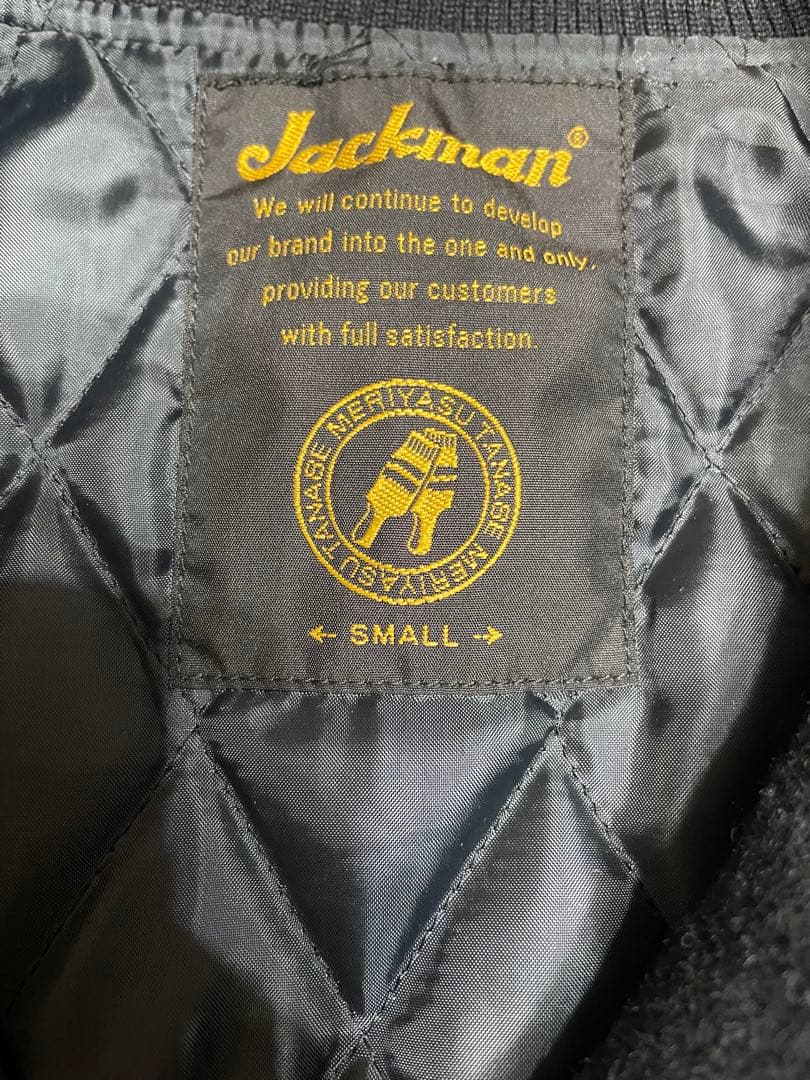 Jackman®
We will continue to develop
our brand into the one and only,
providing our customers
with full satisfaction.
MERIYASU TANASE MERIYASU TANASE
← SMALL →